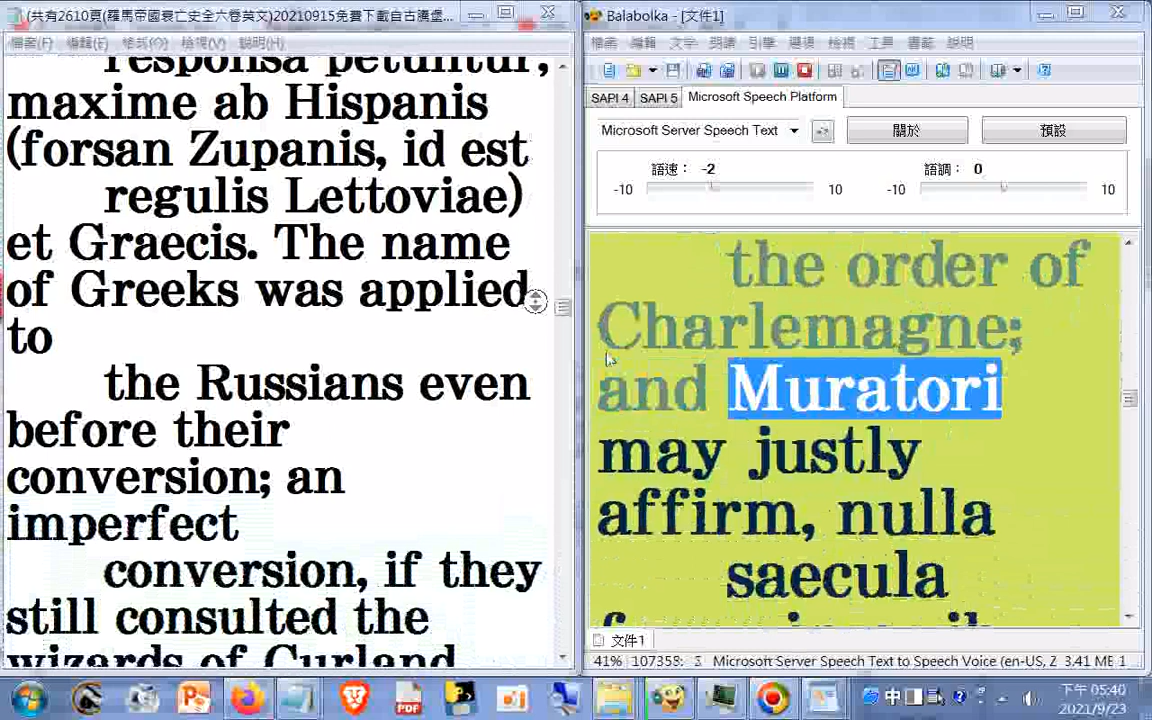 (共有2610頁(羅馬帝國衰亡史全六卷英文)20210915免費下載自古騰堡...
檔案(F) 編輯(E) 格式(O) 檢視(V) 說明(H)
responsa petuntur,
maxime ab Hispanis
(forsan Zupanis, id est
regulis Lettoviae)
et Graecis. The name
of Greeks was applied
to
the Russians even
before their
conversion; an
imperfect
conversion, if they
still consulted the
wizards of Curland
Balabolka - [文件1]
檔案 編輯 文字 朗讀 引擎 選項 檢視 工具 書籤 說明
SAPI 4 SAPI 5 Microsoft Speech Platform
Microsoft Server Speech Text
關於 預設
語速: -2 語調: 0
-10 10 -10 10
the order of
Charlemagne;
and Muratori
may justly
affirm, nulla
saecula
文件1
41% 107358: Microsoft Server Speech Text to Speech Voice (en-US, Z 3.41 ME 1
中
下午 05:40
2021/9/23